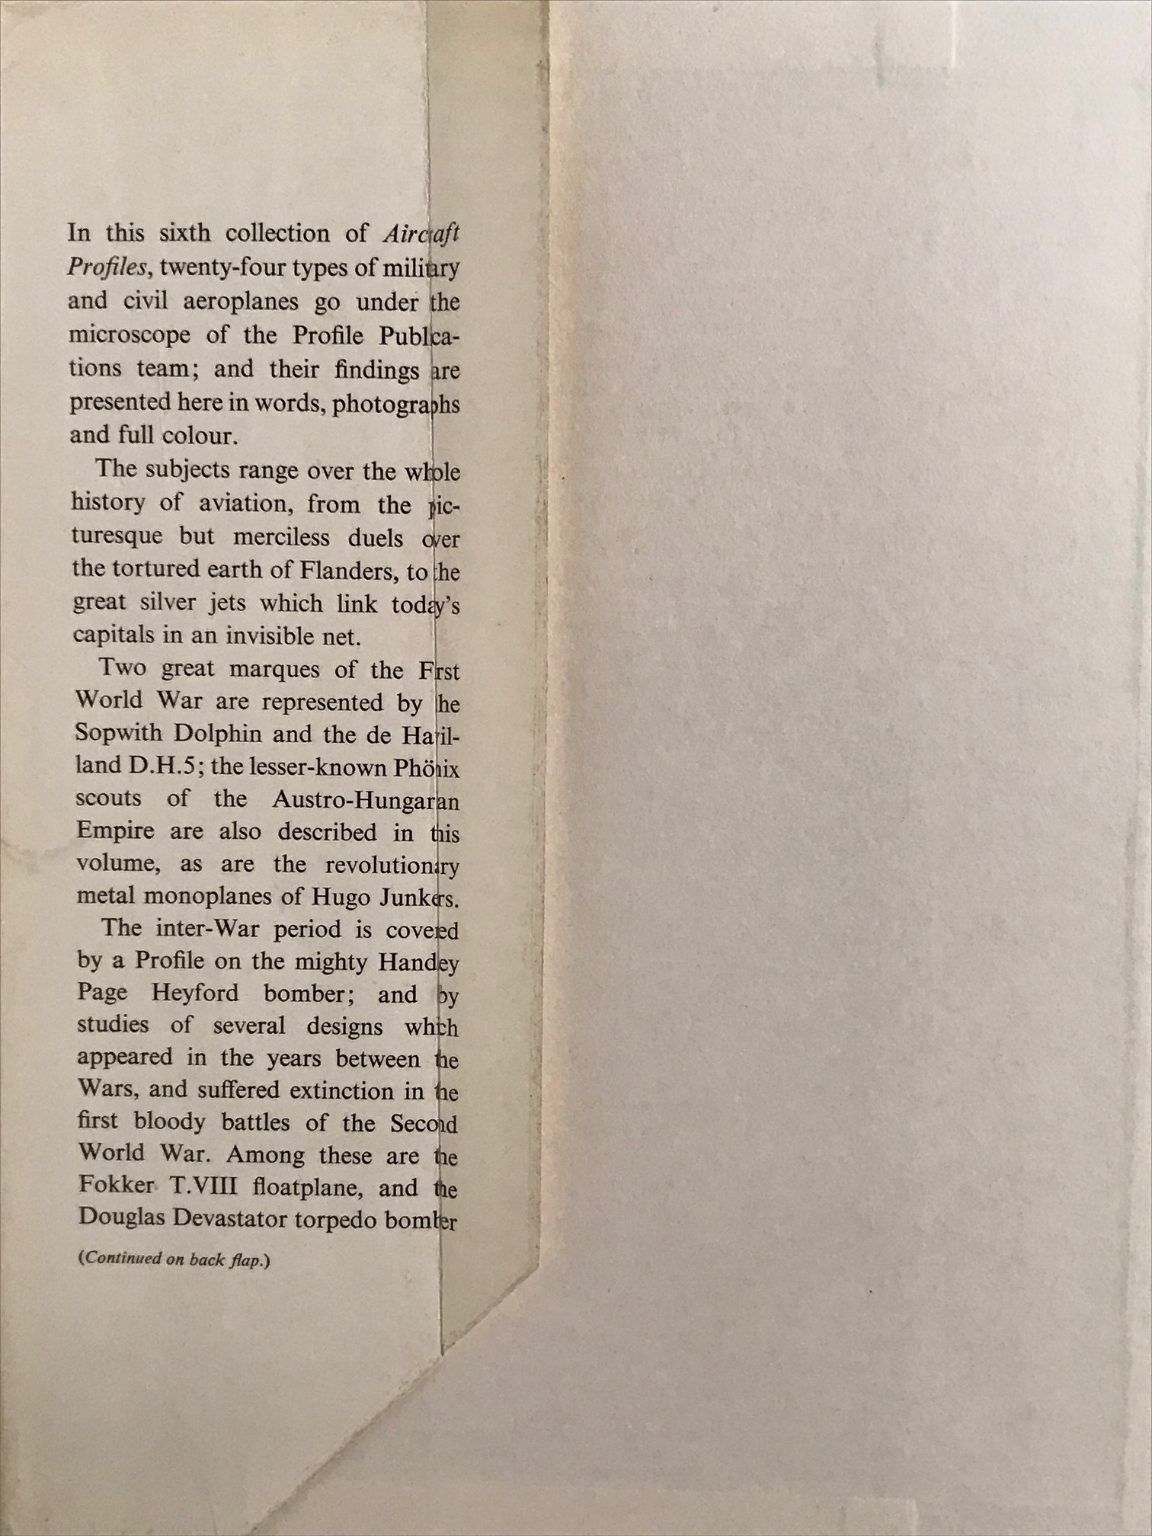 In this sixth collection of Aircraft
Profiles, twenty-four types of military
and civil aeroplanes go under the
microscope of the Profile Publica-
tions team; and their findings are
presented here in words, photographs
and full colour.
The subjects range over the whole
history of aviation, from the pic-
turesque but merciless duels over
the tortured earth of Flanders, to the
great silver jets which link today's
capitals in an invisible net.
Two great marques of the First
World War are represented by the
Sopwith Dolphin and the de Havil-
land D.H.5; the lesser-known Phönix
scouts of the Austro-Hungarian
Empire are also described in this
volume, as are the revolutionary
metal monoplanes of Hugo Junkers.
The inter-War period is covered
by a Profile on the mighty Handley
Page Heyford bomber; and by
studies of several designs which
appeared in the years between the
Wars, and suffered extinction in the
first bloody battles of the Second
World War. Among these are the
Fokker T.VIII floatplane, and the
Douglas Devastator torpedo bomber
(Continued on back flap.)